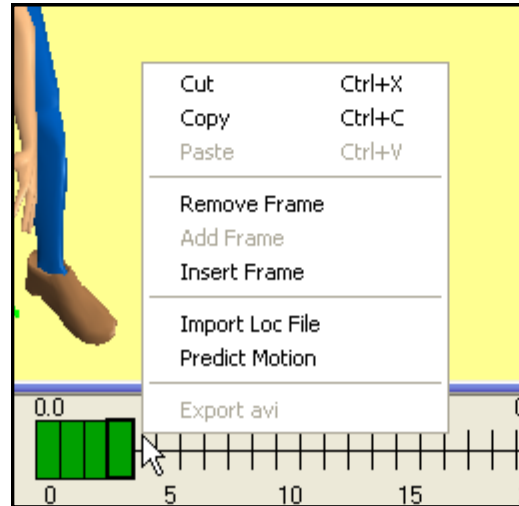 Cut Ctrl+X
Copy Ctrl+C
Paste Ctrl+V
Remove Frame
Add Frame
Insert Frame
Import Loc File
Predict Motion
Export avi
0.0
0 5 10 15